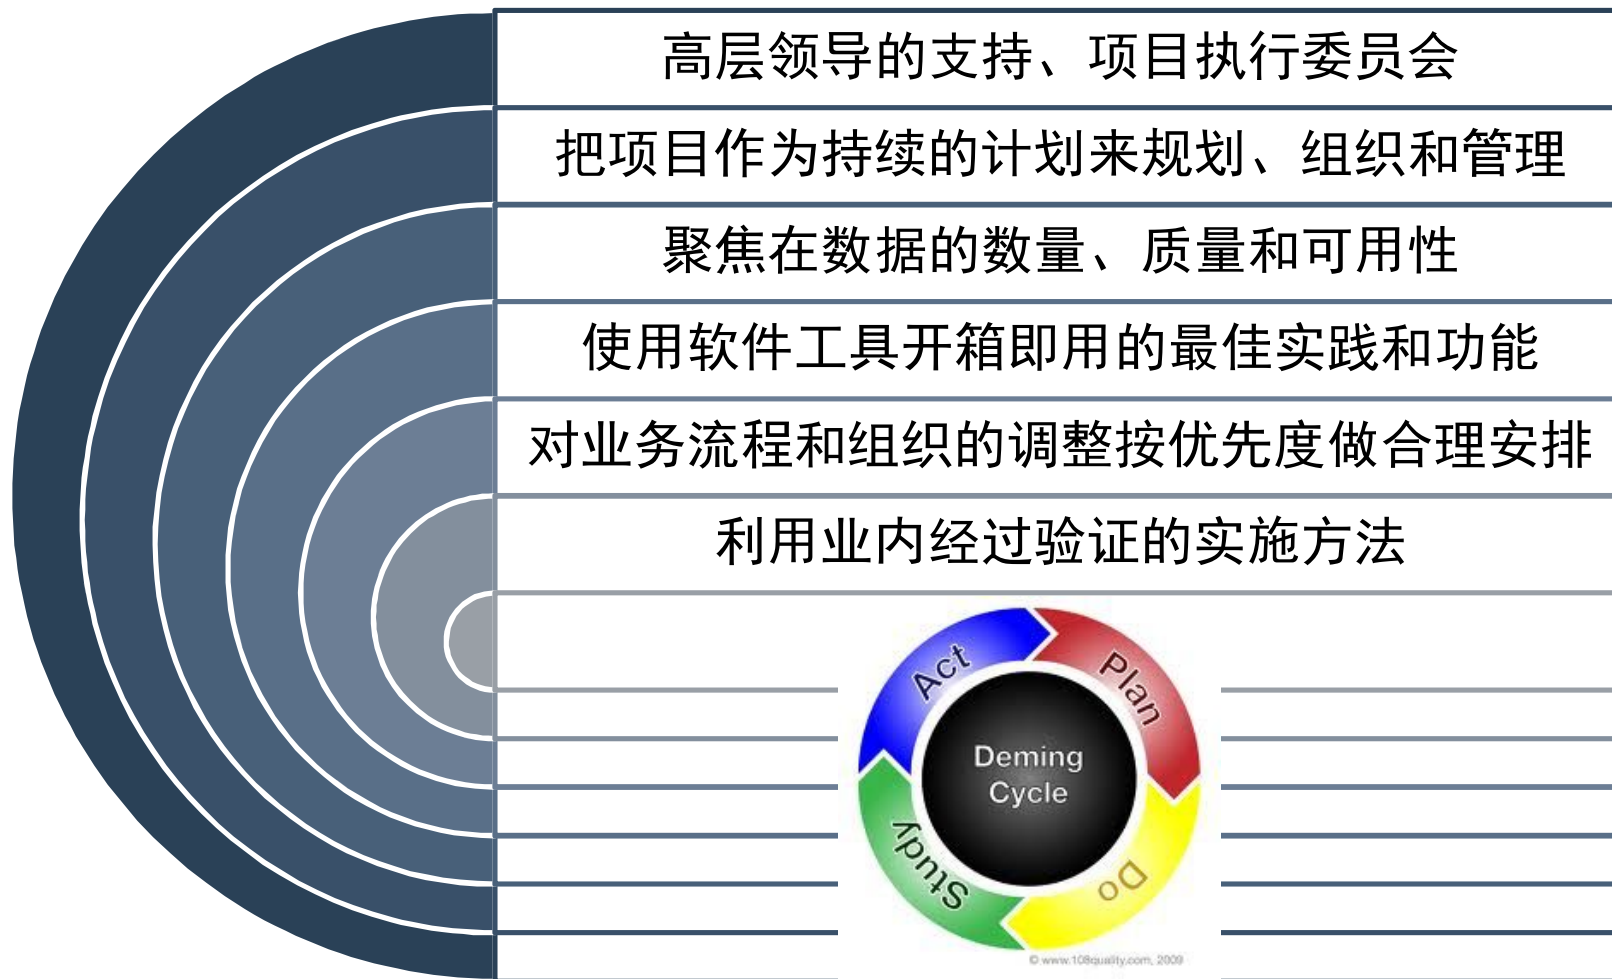 高层领导的支持、项目执行委员会
把项目作为持续的计划来规划、组织和管理
聚焦在数据的数量、质量和可用性
使用软件工具开箱即用的最佳实践和功能
对业务流程和组织的调整按优先度做合理安排
利用业内经过验证的实施方法
Act
Plan
Deming
Cycle
Study
Do
© www.108quality.com, 2009